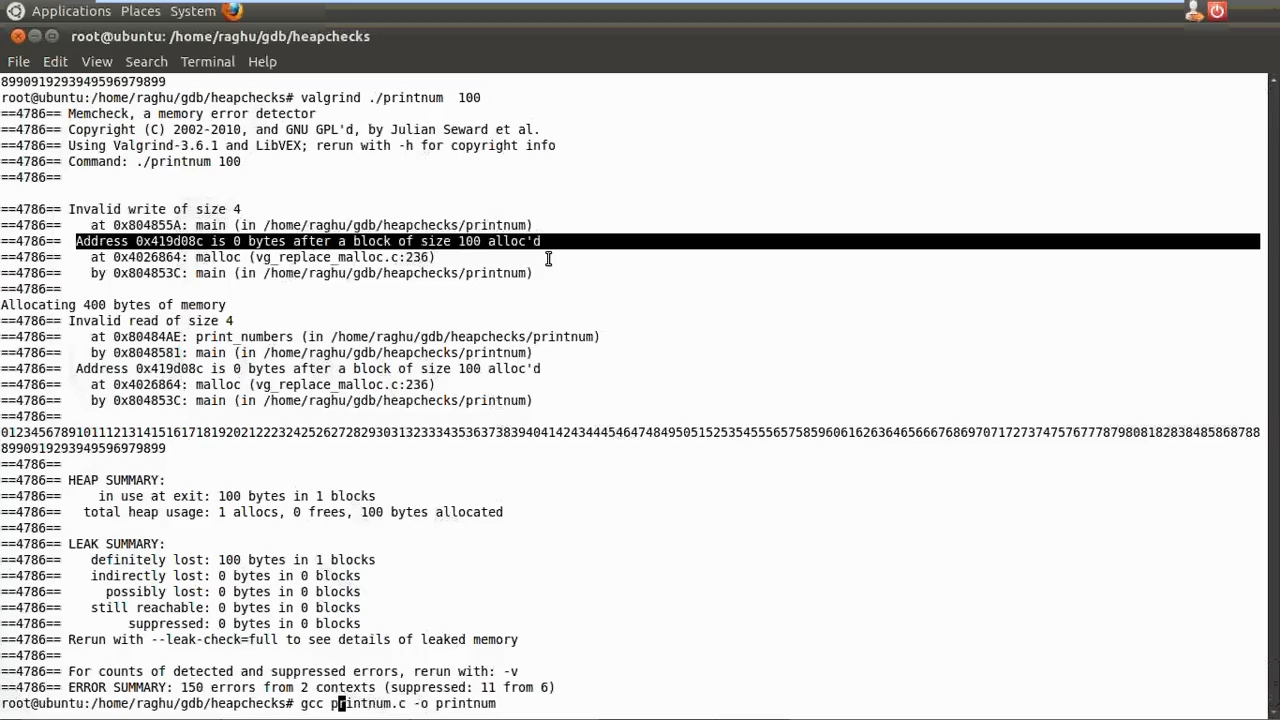 Applications Places System
root@ubuntu: /home/raghu/gdb/heapchecks
File Edit View Search Terminal Help
8990919293949596979899
root@ubuntu:/home/raghu/gdb/heapchecks# valgrind ./printnum  100
==4786== Memcheck, a memory error detector
==4786== Copyright (C) 2002-2010, and GNU GPL'd, by Julian Seward et al.
==4786== Using Valgrind-3.6.1 and LibVEX; rerun with -h for copyright info
==4786== Command: ./printnum 100
==4786==
==4786== Invalid write of size 4
==4786==    at 0x804855A: main (in /home/raghu/gdb/heapchecks/printnum)
==4786==  Address 0x419d08c is 0 bytes after a block of size 100 alloc'd
==4786==    at 0x4026864: malloc (vg_replace_malloc.c:236)
==4786==    by 0x804853C: main (in /home/raghu/gdb/heapchecks/printnum)
==4786==
Allocating 400 bytes of memory
==4786== Invalid read of size 4
==4786==    at 0x80484AE: print_numbers (in /home/raghu/gdb/heapchecks/printnum)
==4786==    by 0x8048581: main (in /home/raghu/gdb/heapchecks/printnum)
==4786==  Address 0x419d08c is 0 bytes after a block of size 100 alloc'd
==4786==    at 0x4026864: malloc (vg_replace_malloc.c:236)
==4786==    by 0x804853C: main (in /home/raghu/gdb/heapchecks/printnum)
==4786==
012345678910111213141516171819202122232425262728293031323334353637383940414243444546474849505152535455565758596061626364656667686970717273747576777879808182838485868788
8990919293949596979899
==4786==
==4786== HEAP SUMMARY:
==4786==     in use at exit: 100 bytes in 1 blocks
==4786==   total heap usage: 1 allocs, 0 frees, 100 bytes allocated
==4786==
==4786== LEAK SUMMARY:
==4786==    definitely lost: 100 bytes in 1 blocks
==4786==    indirectly lost: 0 bytes in 0 blocks
==4786==      possibly lost: 0 bytes in 0 blocks
==4786==    still reachable: 0 bytes in 0 blocks
==4786==         suppressed: 0 bytes in 0 blocks
==4786== Rerun with --leak-check=full to see details of leaked memory
==4786==
==4786== For counts of detected and suppressed errors, rerun with: -v
==4786== ERROR SUMMARY: 150 errors from 2 contexts (suppressed: 11 from 6)
root@ubuntu:/home/raghu/gdb/heapchecks# gcc printnum.c -o printnum